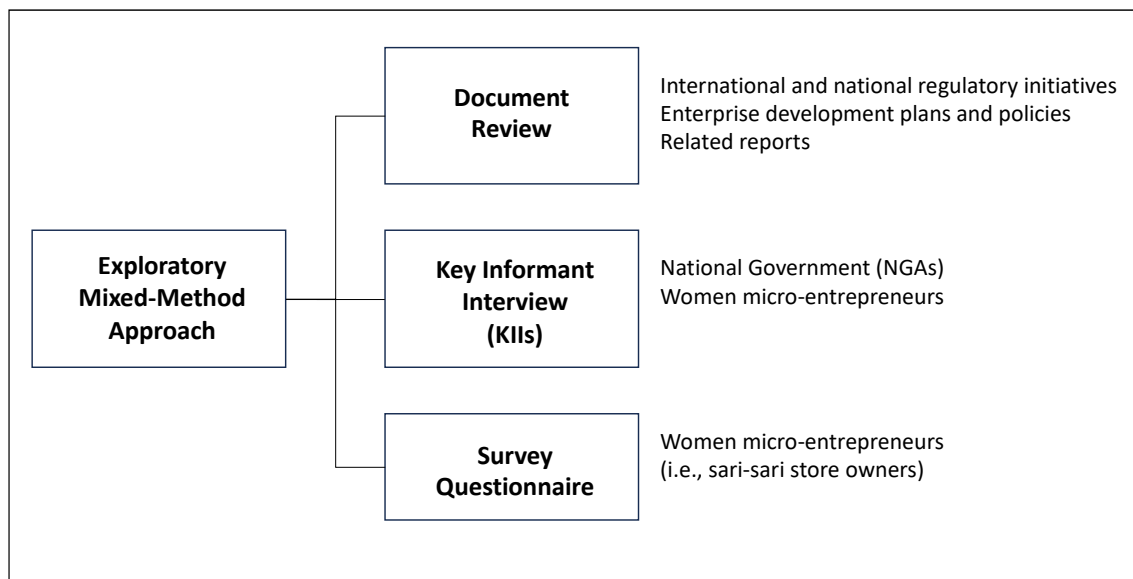 Document
Review
International and national regulatory initiatives
Enterprise development plans and policies
Related reports
Exploratory
Mixed-Method
Approach
Key Informant
Interview
(KIIs)
National Government (NGAs)
Women micro-entrepreneurs
Survey
Questionnaire
Women micro-entrepreneurs
(i.e., sari-sari store owners)